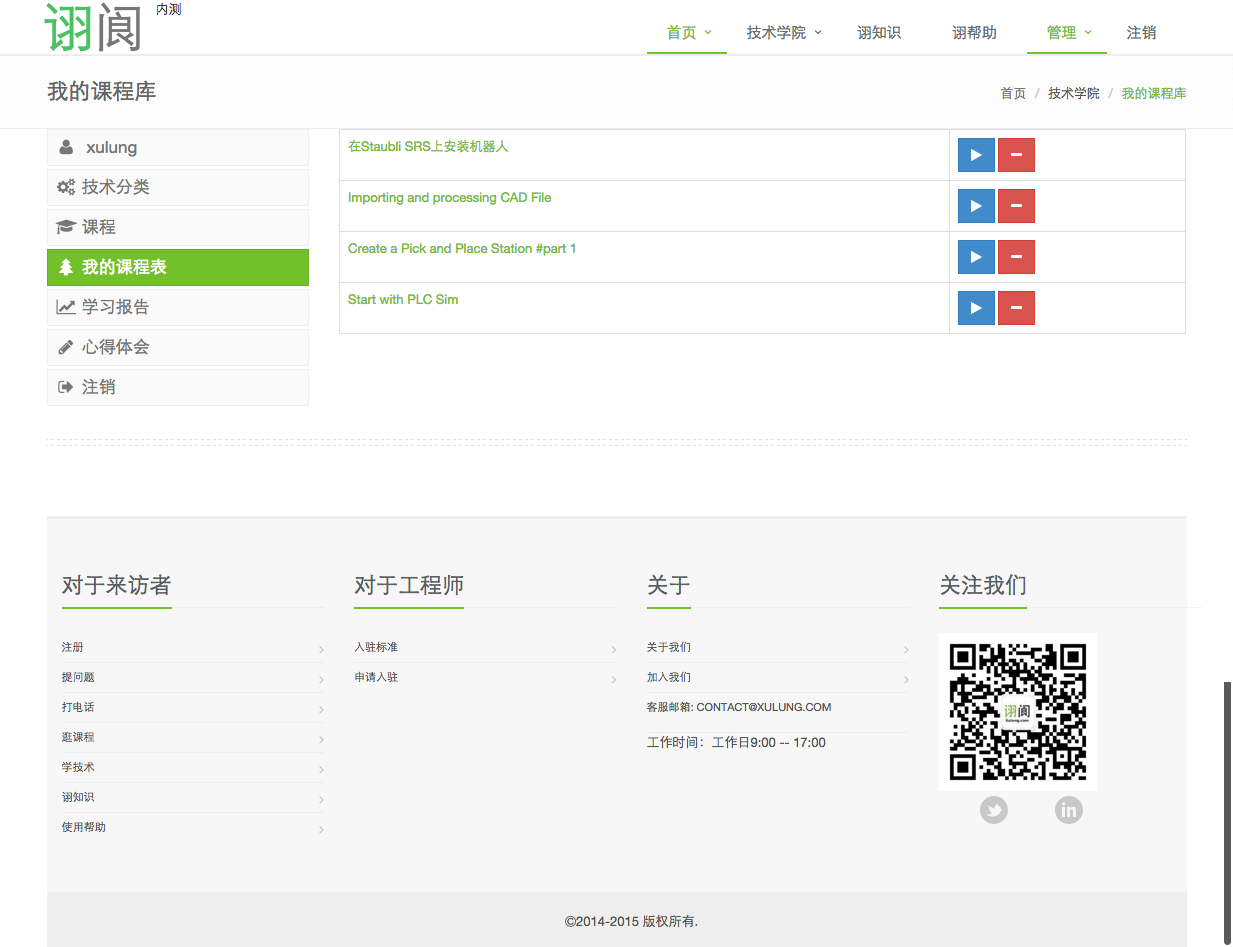 诩阆
内测
首页
技术学院
诩知识
诩帮助
管理
注销
我的课程库
首页 / 技术学院 / 我的课程库
xulung
技术分类
课程
我的课程表
学习报告
心得体会
注销
在Staubli SRS上安装机器人
Importing and processing CAD File
Create a Pick and Place Station #part 1
Start with PLC Sim
对于来访者
注册
提问题
打电话
逛课程
学技术
诩知识
使用帮助
对于工程师
入驻标准
申请入驻
关于
关于我们
加入我们
客服邮箱: CONTACT@XULUNG.COM
工作时间：工作日9:00 -- 17:00
关注我们
诩阆
Xulung.com
©2014-2015 版权所有.